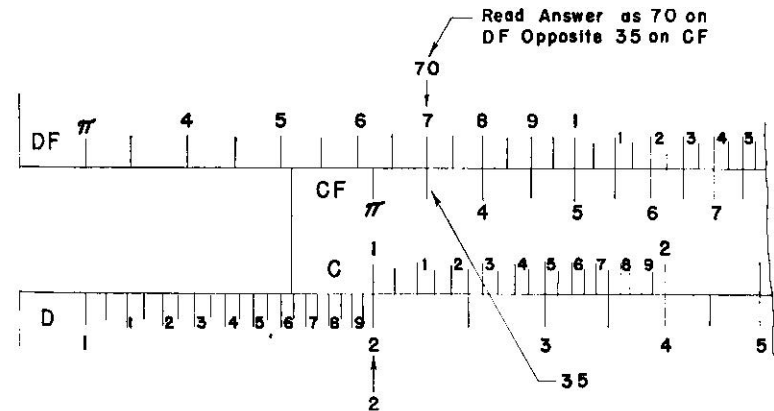 Read Answer as 70 on
DF Opposite 35 on CF
70
DF π 4 5 6 7 8 9 1 1 2 3 4 5
CF π 4 5 6 7
C 1 1 2 3 4 5 6 7 8 9 2
D 1 1 2 3 4 5 6 7 8 9 2 3 4 5
35
2